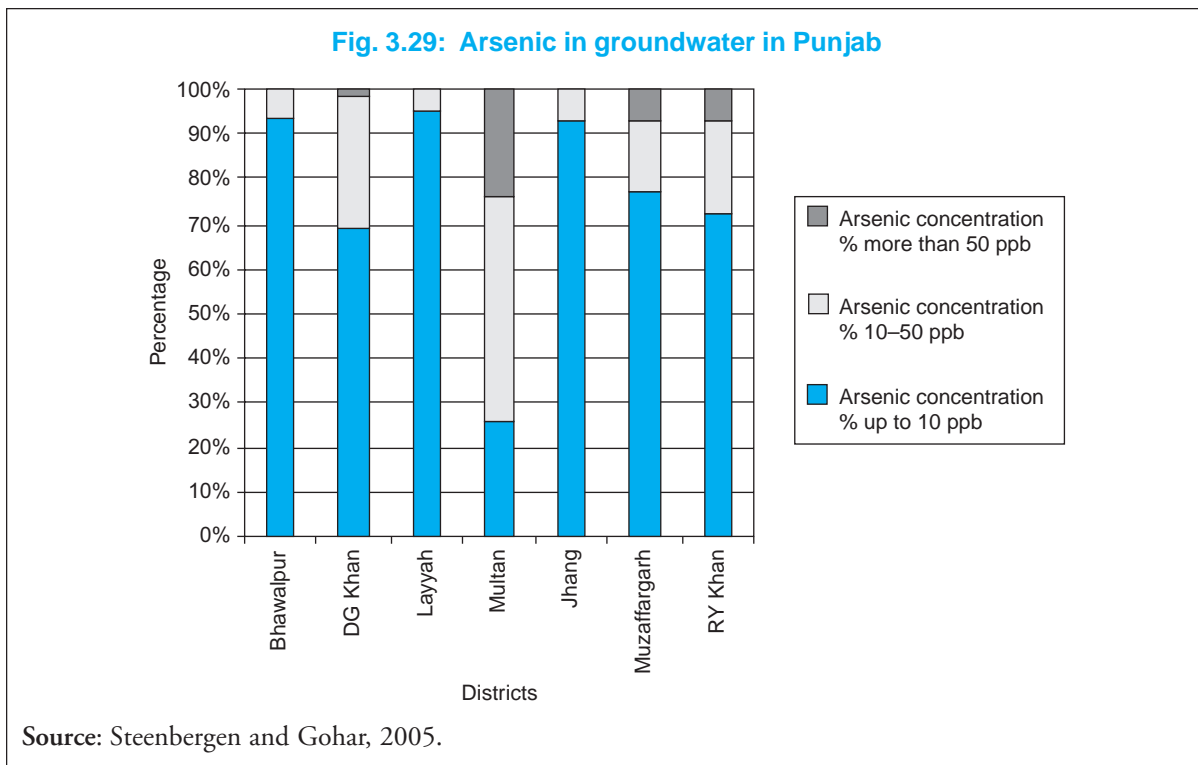 Fig. 3.29: Arsenic in groundwater in Punjab
100%
90%
80%
70%
60%
50%
40%
30%
20%
10%
0%
Percentage
Bhawalpur
DG Khan
Layyah
Multan
Jhang
Muzaffargarh
RY Khan
Districts
Arsenic concentration
% more than 50 ppb
Arsenic concentration
% 10–50 ppb
Arsenic concentration
% up to 10 ppb
Source: Steenbergen and Gohar, 2005.